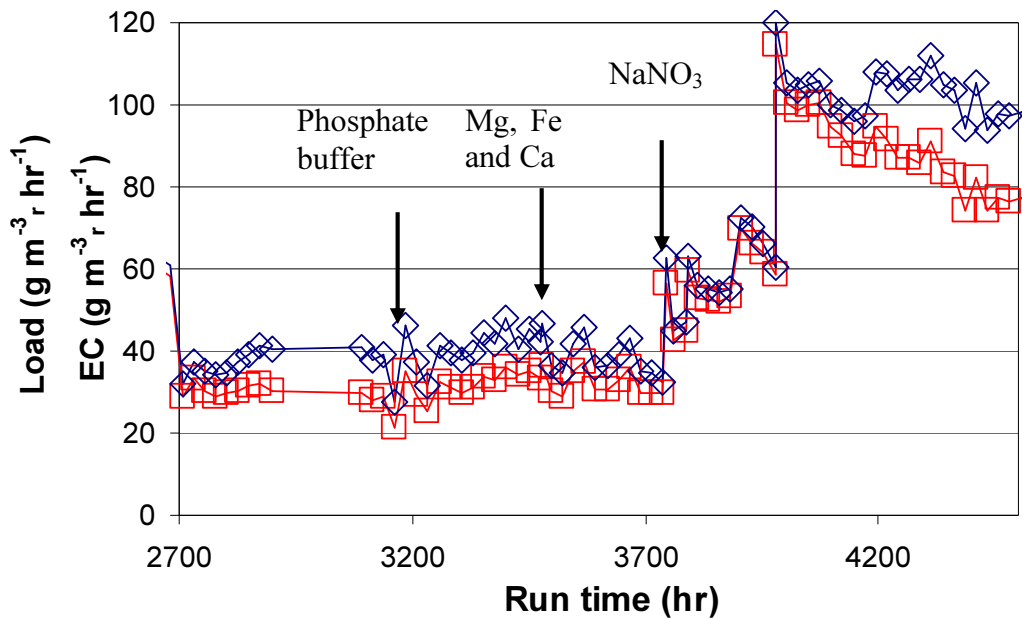 Load (g m⁻³ᵣ hr⁻¹)
EC (g m⁻³ᵣ hr⁻¹)
120
100
80
60
40
20
0
NaNO₃
Phosphate
buffer
Mg, Fe
and Ca
2700
3200
3700
4200
Run time (hr)